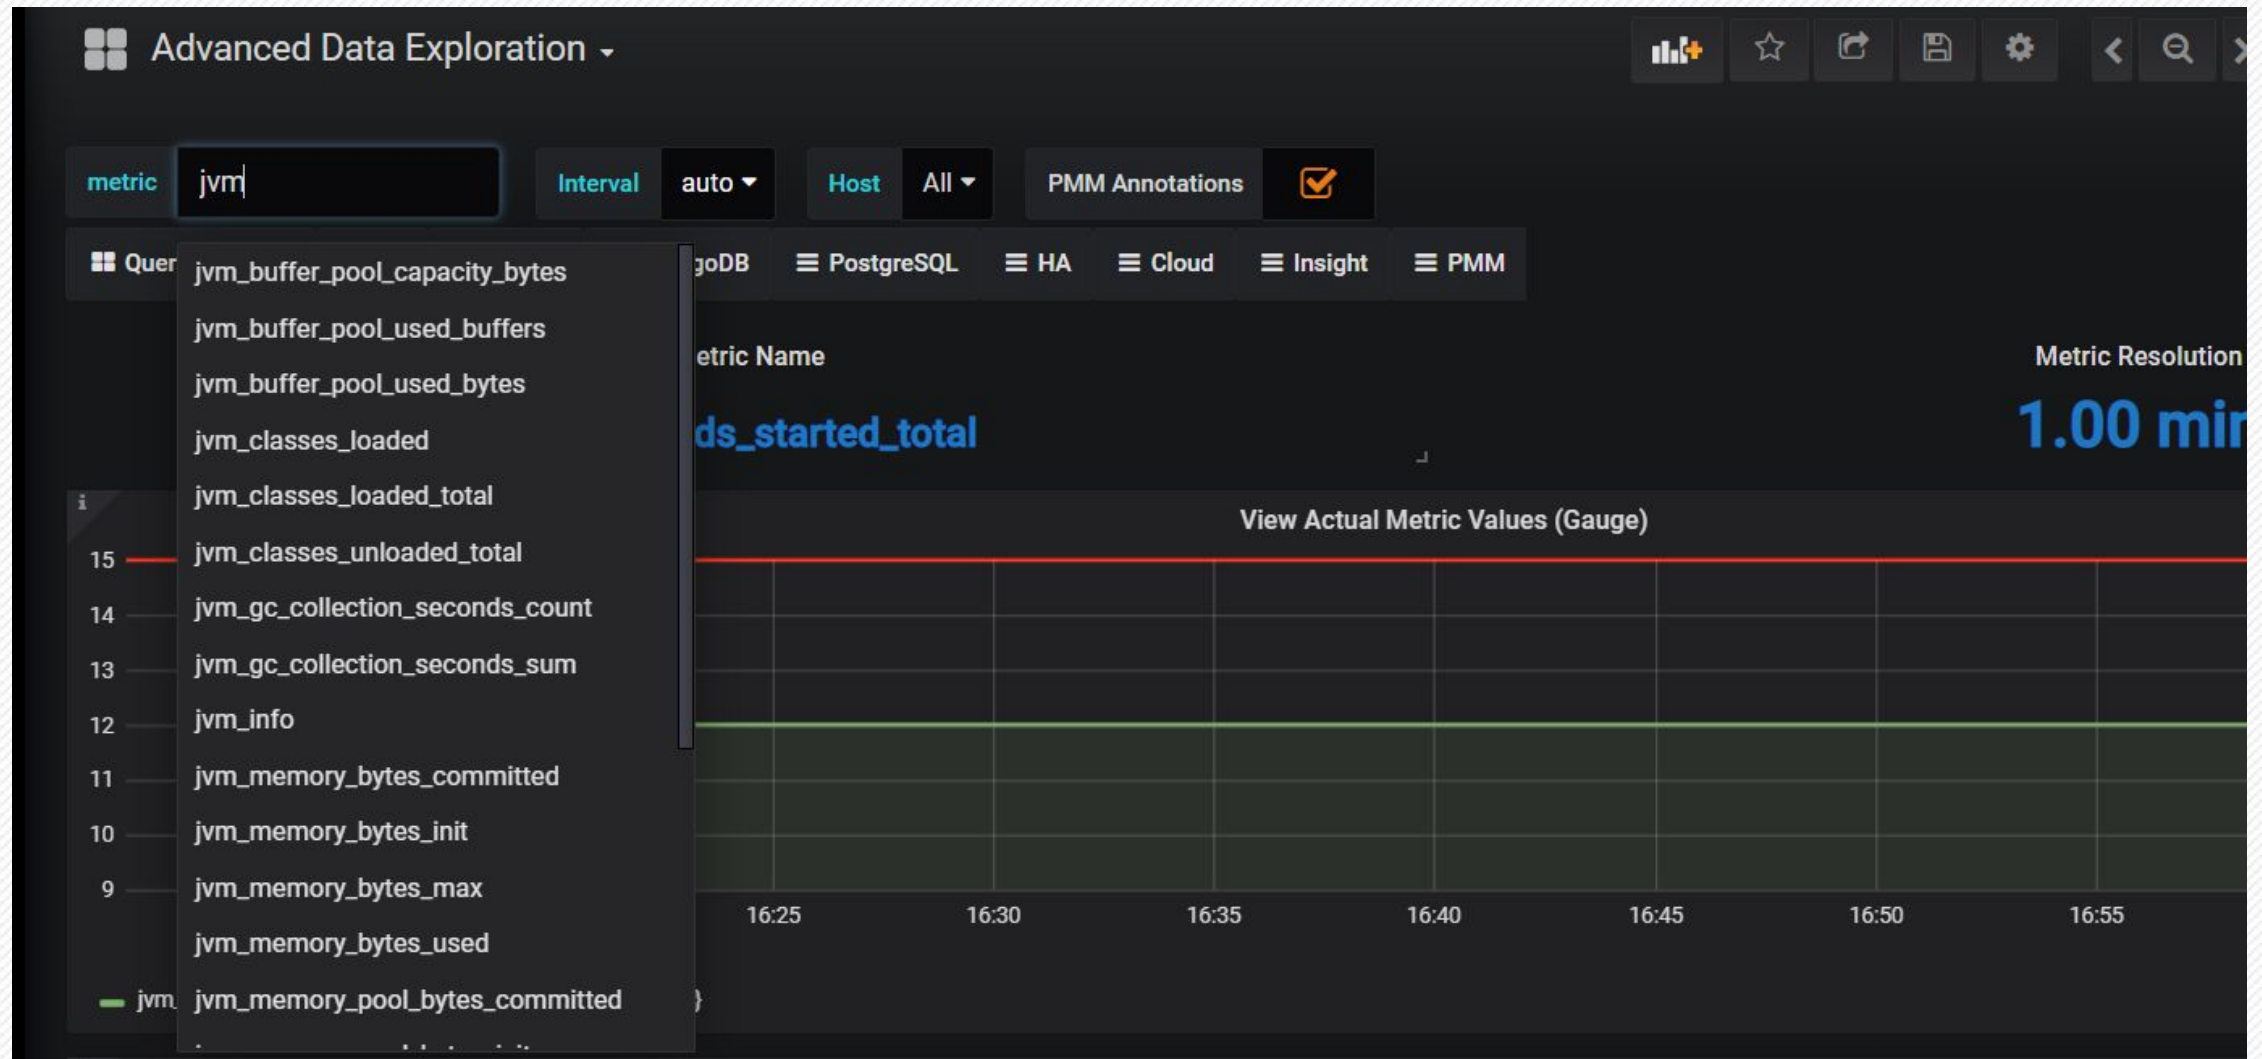 Advanced Data Exploration
metric jvm Interval auto Host All PMM Annotations
Quer goDB PostgreSQL HA Cloud Insight PMM
jvm_buffer_pool_capacity_bytes
jvm_buffer_pool_used_buffers
jvm_buffer_pool_used_bytes
jvm_classes_loaded
jvm_classes_loaded_total
jvm_classes_unloaded_total
jvm_gc_collection_seconds_count
jvm_gc_collection_seconds_sum
jvm_info
jvm_memory_bytes_committed
jvm_memory_bytes_init
jvm_memory_bytes_max
jvm_memory_bytes_used
jvm_memory_pool_bytes_committed
etric Name
ds_started_total
Metric Resolution
1.00 min
View Actual Metric Values (Gauge)
15
14
13
12
11
10
9
16:25 16:30 16:35 16:40 16:45 16:50 16:55
jvm_ }